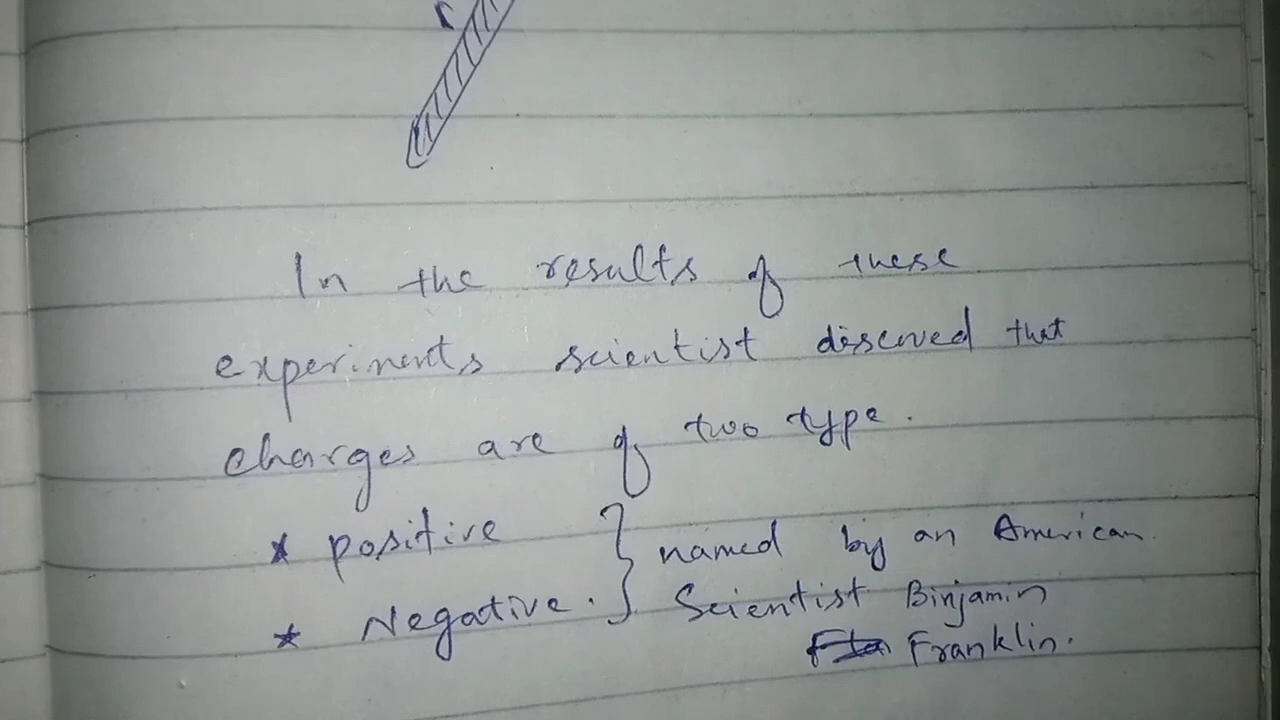 In the results of these
experiments scientist discoved that
charges are of two type.
* positive
* Negative.
} named by an American
Scientist Binjamin
Franklin.